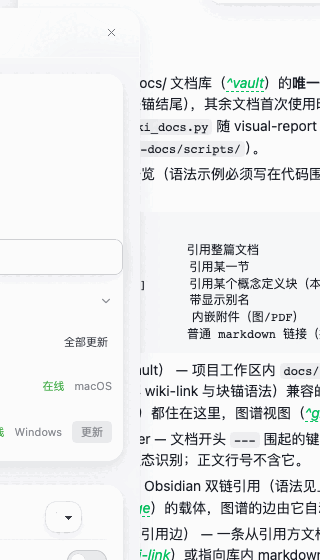 ocs/ 文档库（^vault）的唯一
锚结尾），其余文档首次使用时
ki_docs.py 随 visual-report
-docs/scripts/ ）。
览（语法示例必须写在代码围
引用整篇文档
引用某一节
] 引用某个概念定义块（本
带显示别名
内嵌附件（图/PDF）
普通 markdown 链接（
全部更新
在线 macOS
线 Windows 更新
ault） — 项目工作区内 docs/
wiki-link 与块锚语法）兼容的
）都住在这里，图谱视图（^g
er — 文档开头 --- 围起的键
态识别；正文行号不含它。
Obsidian 双链引用（语法见
ge）的载体，图谱的边由它自
引用边） — 一条从引用方文档
i-link）或指向库内 markdown